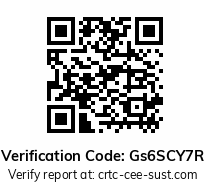 Verification Code: Gs6SCY7R
Verify report at: crtc-cee-sust.com